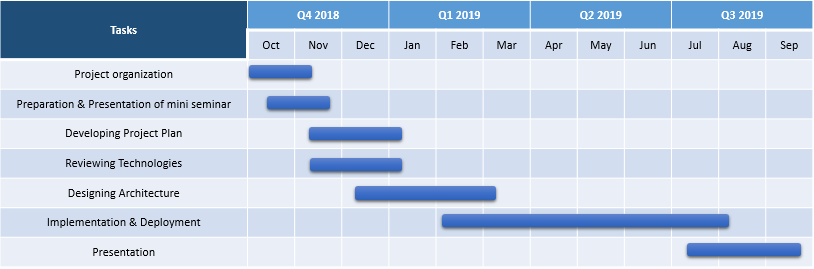 Tasks
Q4 2018 Q1 2019 Q2 2019 Q3 2019
Oct Nov Dec Jan Feb Mar Apr May Jun Jul Aug Sep
Project organization
Preparation & Presentation of mini seminar
Developing Project Plan
Reviewing Technologies
Designing Architecture
Implementation & Deployment
Presentation